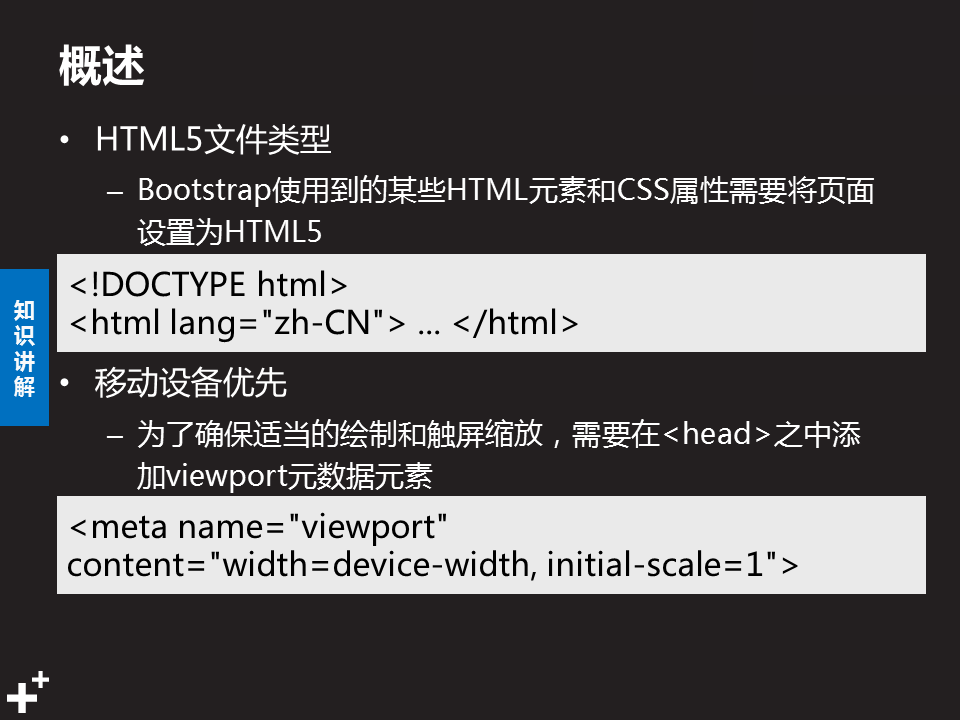 概述
• HTML5文件类型
– Bootstrap使用到的某些HTML元素和CSS属性需要将页面
设置为HTML5
<!DOCTYPE html>
<html lang="zh-CN"> ... </html>
知
识
讲
解
• 移动设备优先
– 为了确保适当的绘制和触屏缩放，需要在<head>之中添
加viewport元数据元素
<meta name="viewport"
content="width=device-width, initial-scale=1">